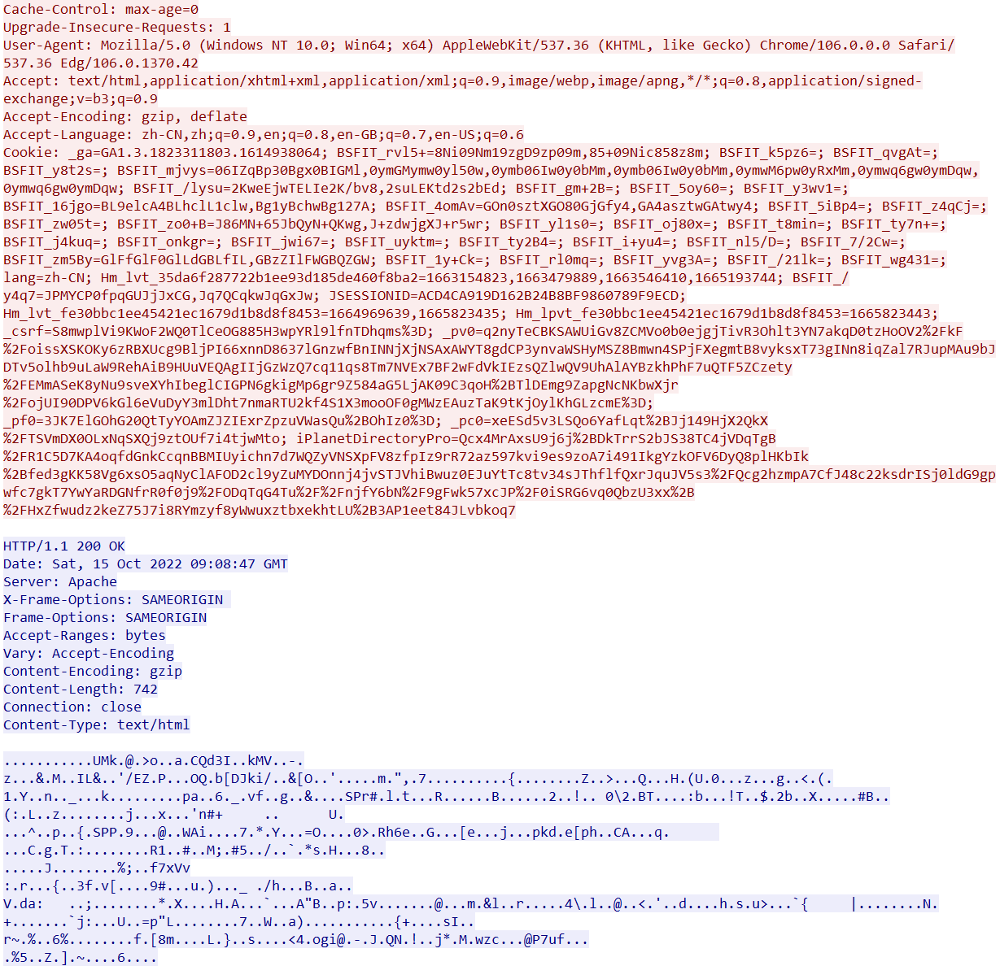 Cache-Control: max-age=0
Upgrade-Insecure-Requests: 1
User-Agent: Mozilla/5.0 (Windows NT 10.0; Win64; x64) AppleWebKit/537.36 (KHTML, like Gecko) Chrome/106.0.0.0 Safari/
537.36 Edg/106.0.1370.42
Accept: text/html,application/xhtml+xml,application/xml;q=0.9,image/webp,image/apng,*/*;q=0.8,application/signed-
exchange;v=b3;q=0.9
Accept-Encoding: gzip, deflate
Accept-Language: zh-CN,zh;q=0.9,en;q=0.8,en-GB;q=0.7,en-US;q=0.6
Cookie: _ga=GA1.3.1823311803.1614938064; BSFIT_rvl5+=8Ni09Nm19zgD9zp09m,85+09Nic858z8m; BSFIT_k5pz6=; BSFIT_qvgAt=;
BSFIT_y8t2s=; BSFIT_mjvys=06IZqBp30Bgx0BIGMl,0ymGMymw0yl50w,0ymb06Iw0y0bMm,0ymb06Iw0y0bMm,0ymwM6pw0yRxMm,0ymwq6gw0ymDqw,
0ymwq6gw0ymDqw; BSFIT_/lysu=2KweEjwTELIe2K/bv8,2suLEKtd2s2bEd; BSFIT_gm+2B=; BSFIT_5oy60=; BSFIT_y3wv1=;
BSFIT_16jgo=BL9elcA4BLhclL1clw,Bg1yBchwBg127A; BSFIT_4omAv=GOn0sztXGO80GjGfy4,GA4asztwGAtwy4; BSFIT_5iBp4=; BSFIT_z4qCj=;
BSFIT_zw05t=; BSFIT_zo0+B=J86MN+65JbQyN+QKwg,J+zdwjgXJ+r5wr; BSFIT_yl1s0=; BSFIT_oj80x=; BSFIT_t8min=; BSFIT_ty7n+=;
BSFIT_j4kuq=; BSFIT_onkgr=; BSFIT_jwi67=; BSFIT_uyktm=; BSFIT_ty2B4=; BSFIT_i+yu4=; BSFIT_nl5/D=; BSFIT_7/2Cw=;
BSFIT_zm5By=GlFfGlF0GlLdGBLfIL,GBzZIlFWGBQZGW; BSFIT_1y+Ck=; BSFIT_rl0mq=; BSFIT_yvg3A=; BSFIT_/21lk=; BSFIT_wg431=;
lang=zh-CN; Hm_lvt_35da6f287722b1ee93d185de460f8ba2=1663154823,1663479889,1663546410,1665193744; BSFIT_/
y4q7=JPMYCP0fpqGUJjJxCG,Jq7QCqkwJqGxJw; JSESSIONID=ACD4CA919D162B24B8BF9860789F9ECD;
Hm_lvt_fe30bbc1ee45421ec1679d1b8d8f8453=1664969639,1665823435; Hm_lpvt_fe30bbc1ee45421ec1679d1b8d8f8453=1665823443;
_csrf=S8mwplVi9KWoF2WQ0TlCeOG885H3wpYRl9lfnTDhqms%3D; _pv0=q2nyTeCBKSAWUiGv8ZCMVo0b0ejgjTivR3Ohlt3YN7akqD0tzHoOV2%2FkF
%2FoissXSKOKy6zRBXUcg9BljPI66xnnD8637lGnzwfBnINNjXjNSAxAWYT8gdCP3ynvaWSHyMSZ8Bmwn4SPjFXegmtB8vyksxT73gINn8iqZal7RJupMAu9bJ
DTv5olhb9uLaW9RehAiB9HUuVEQAgIIjGzWzQ7cq11qs8Tm7NVEx7BF2wFdVkIEzsQZlwQV9UhAlAYBzkhPhF7uQTF5ZCzety
%2FEMmASeK8yNu9sveXYhIbeglCIGPN6gkigMp6gr9Z584aG5LjAK09C3qoH%2BTlDEmg9ZapgNcNKbwXjr
%2FojUI90DPV6kGl6eVuDyY3mlDht7nmaRTU2kf4S1X3mooOF0gMWzEAuzTaK9tKjOylKhGLzcmE%3D;
_pf0=3JK7ElGOhG20QtTyYOAmZJZIExrZpzuVWasQu%2BOhIz0%3D; _pc0=xeESd5v3LSQo6YafLqt%2BJj149HjX2QkX
%2FTSVmDX0OLxNqSXQj9ztOUf7i4tjwMto; iPlanetDirectoryPro=Qcx4MrAxsU9j6j%2BDkTrrS2bJS38TC4jVDqTgB
%2FR1C5D7KA4oqfdGnkCcqnBBMIUyichn7d7WQZyVNSXpFV8zfpIz9rR72az597kvi9es9zoA7i491IkgYzkOFV6DyQ8plHKbIk
%2Bfed3gKK58Vg6xsO5aqNyClAFOD2cl9yZuMYDOnnj4jvSTJVhiBwuz0EJuYtTc8tv34sJThflfQxrJquJV5s3%2FQcg2hzmpA7CfJ48c22ksdrISj0ldG9gp
wfc7gkT7YwYaRDGNfrR0f0j9%2FODqTqG4Tu%2F%2FnjfY6bN%2F9gFwk57xcJP%2F0iSRG6vq0QbzU3xx%2B
%2FHxZfwudz2keZ75J7i8RYmzyf8yWwuxztbxekhtLU%2B3AP1eet84JLvbkoq7
HTTP/1.1 200 OK
Date: Sat, 15 Oct 2022 09:08:47 GMT
Server: Apache
X-Frame-Options: SAMEORIGIN
Frame-Options: SAMEORIGIN
Accept-Ranges: bytes
Vary: Accept-Encoding
Content-Encoding: gzip
Content-Length: 742
Connection: close
Content-Type: text/html
...........UMk.@.>o..a.CQd3I..kMV..-.
z...&.M..IL&..'/EZ.P...OQ.b[DJki/..&[O..'.....m.",.7..........{........Z..>...Q...H.(U.0...z...g..<.(.
1.Y..n.._...k.........pa..6._.vf..g..&....SPr#.l.t...R......B......2..!.. 0\2.BT....:b...!T..$.2b..X.....#B..
(:.L..z........j...x...'n#+     ..      U.
...^..p..{.SPP.9...@..WAi....7.*.Y...=O....0>.Rh6e..G...[e...j...pkd.e[ph..CA...q.
...C.g.T.:........R1..#..M;.#5../..`.*s.H...8..
.....J........%;..f7xVv
:.r...{..3f.v[....9#...u.)..._ ./h...B..a..
V.da:   ..;........*.X....H.A...`...A"B..p:.5v.......@...m.&l..r.....4\.l..@..<.'..d....h.s.u>...`{     |........N.
+.......`j:...U..=p"L........7..W..a)...........{+....sI..
r~.%..6%........f.[8m....L.}..s....<4.ogi@.-.J.QN.!..j*.M.wzc...@P7uf...
.%5..Z.].~....6....